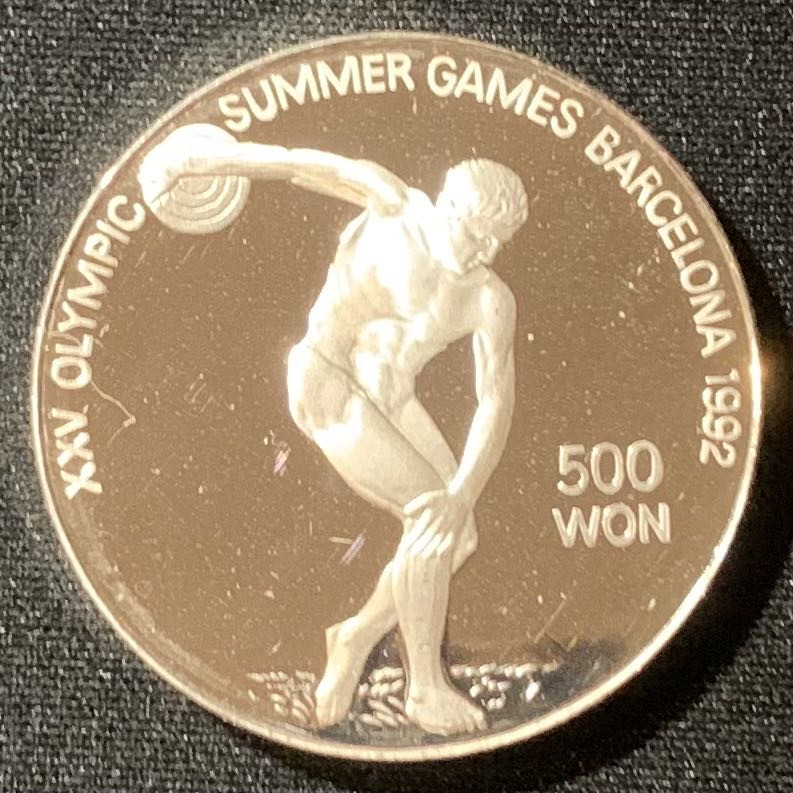 XXV OLYMPIC SUMMER GAMES BARCELONA 1992
500
WON